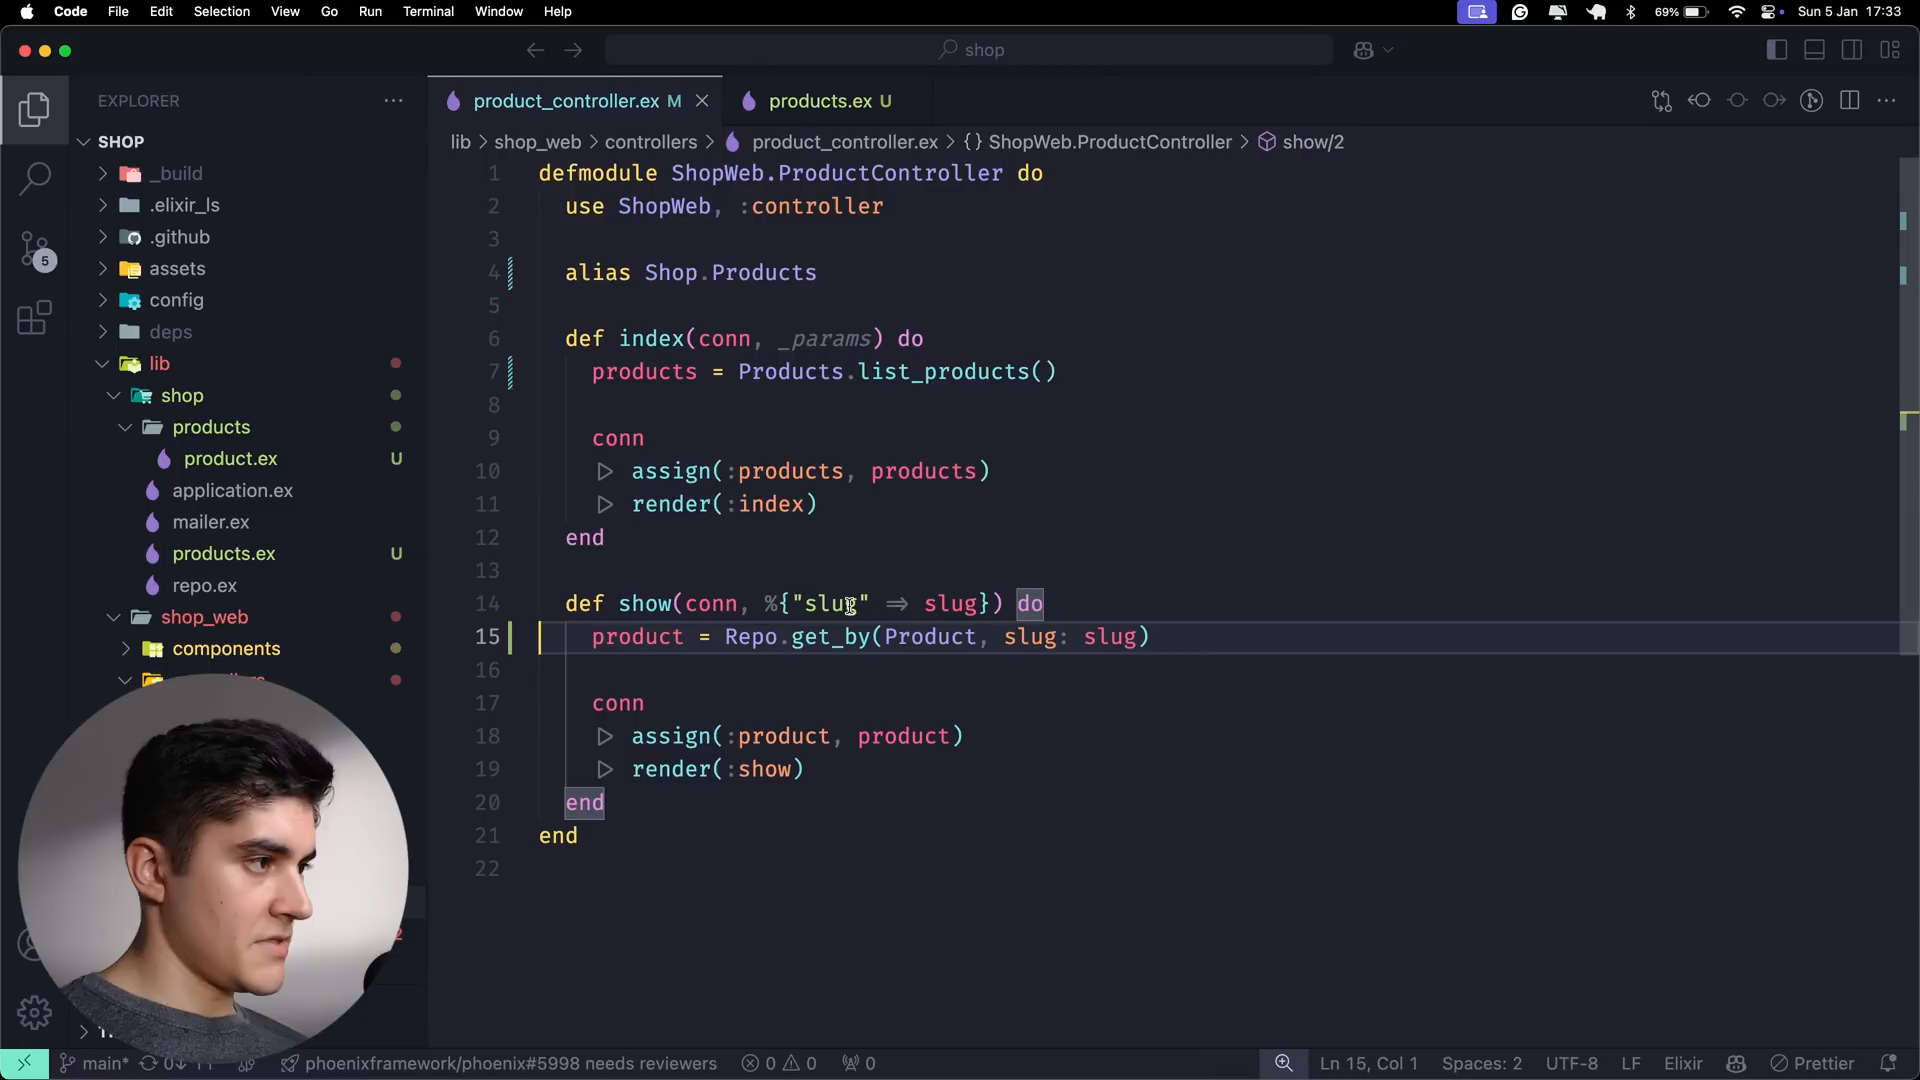 Code File Edit Selection View Go Run Terminal Window Help 69% Sun 5 Jan 17:33
shop
EXPLORER
product_controller.ex M
products.ex U
SHOP
lib > shop_web > controllers > product_controller.ex > {} ShopWeb.ProductController > show/2
_build
.elixir_ls
.github
assets
config
deps
lib
shop
products
product.ex U
application.ex
mailer.ex
products.ex U
repo.ex
shop_web
components
5
1 defmodule ShopWeb.ProductController do
2 use ShopWeb, :controller
3
4 alias Shop.Products
5
6 def index(conn, _params) do
7 products = Products.list_products()
8
9 conn
10 |> assign(:products, products)
11 |> render(:index)
12 end
13
14 def show(conn, %{"slug" => slug}) do
15 product = Repo.get_by(Product, slug: slug)
16
17 conn
18 |> assign(:product, product)
19 |> render(:show)
20 end
21 end
22
main* 0↓ phoenixframework/phoenix#5998 needs reviewers 0 0 0 Ln 15, Col 1 Spaces: 2 UTF-8 LF Elixir Prettier